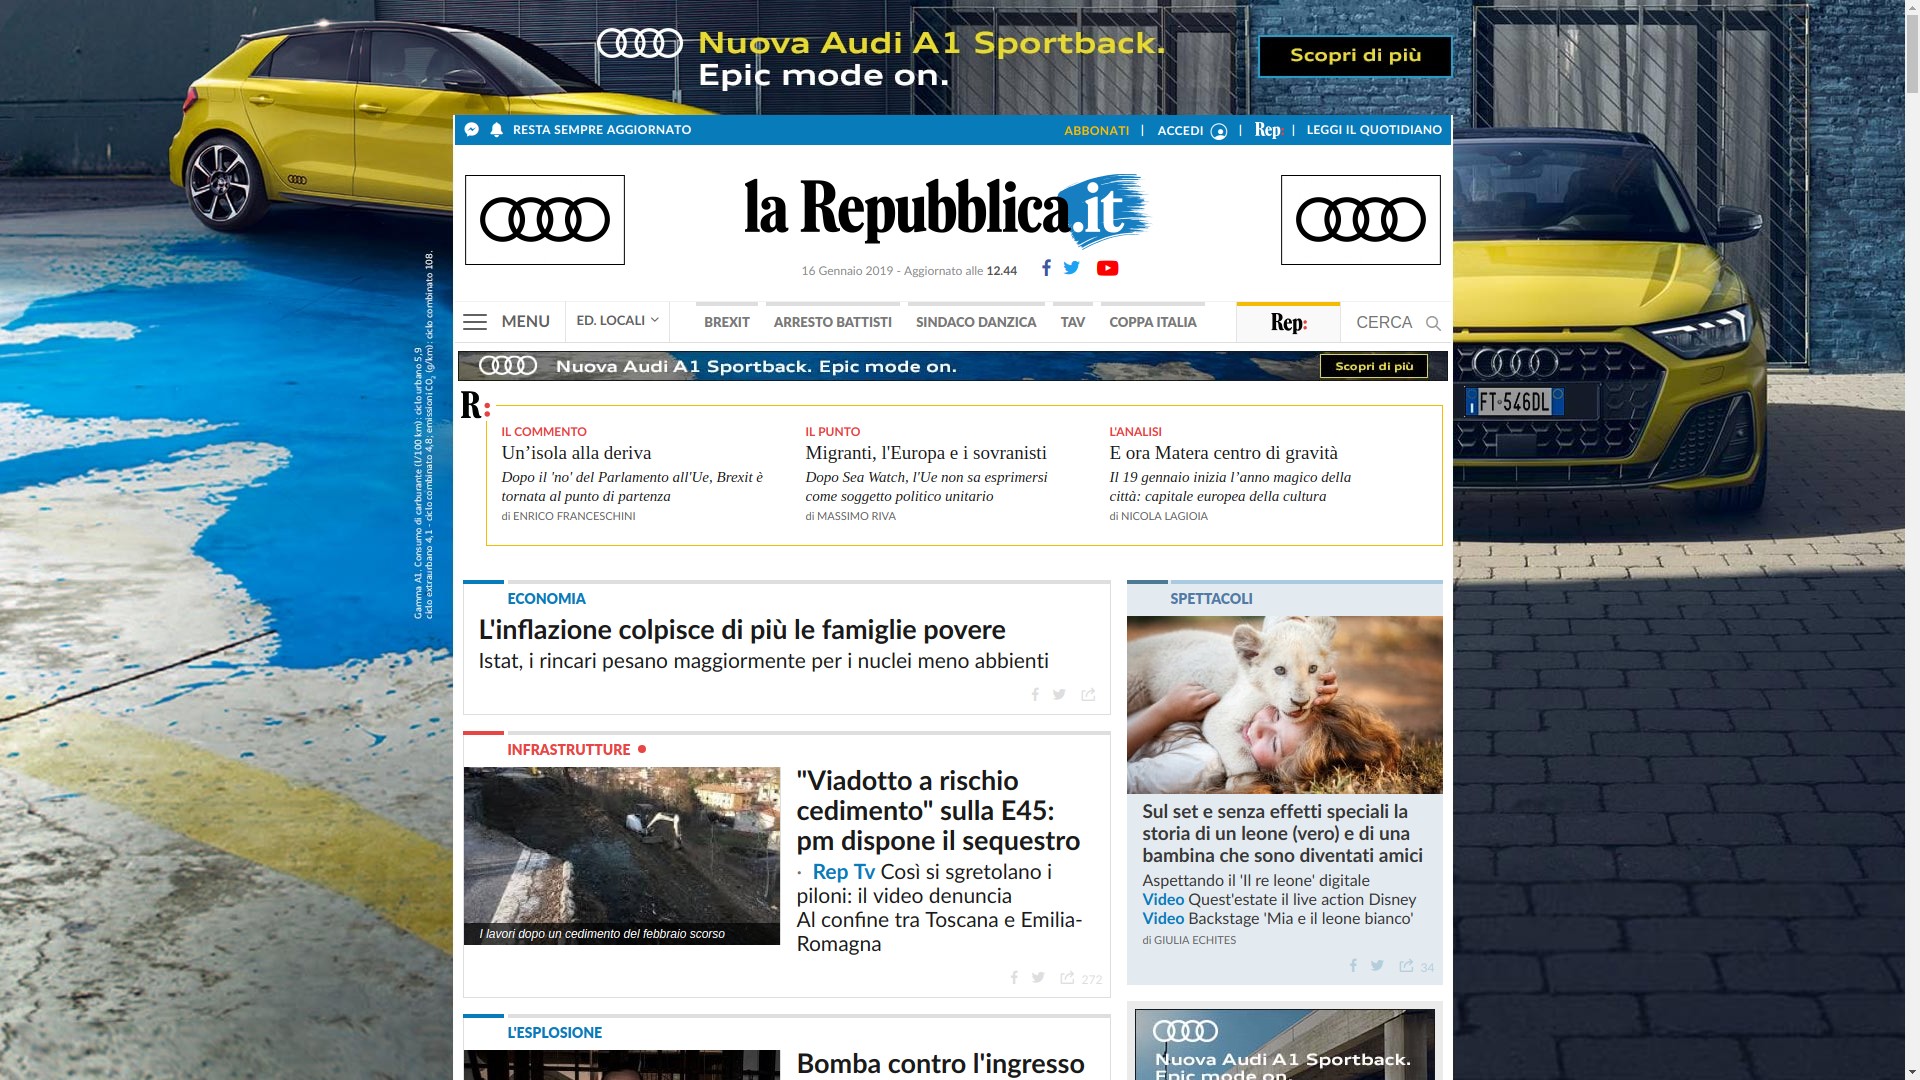 Nuova Audi A1 Sportback.
Epic mode on.
Scopri di più
RESTA SEMPRE AGGIORNATO
ABBONATI | ACCEDI | Rep: | LEGGI IL QUOTIDIANO
la Repubblica.it
16 Gennaio 2019 - Aggiornato alle 12.44
MENU
ED. LOCALI
BREXIT ARRESTO BATTISTI SINDACO DANZICA TAV COPPA ITALIA
Rep:
CERCA
Nuova Audi A1 Sportback. Epic mode on.
Scopri di più
FT·546DL
Gamma A1. Consumo di carburante (l/100 km): ciclo urbano 5,9
ciclo extraurbano 4,1 - ciclo combinato 4,8; emissioni CO₂ (g/km): ciclo combinato 108.
R:
IL COMMENTO
Un’isola alla deriva
Dopo il 'no' del Parlamento all'Ue, Brexit è
tornata al punto di partenza
di ENRICO FRANCESCHINI
IL PUNTO
Migranti, l'Europa e i sovranisti
Dopo Sea Watch, l'Ue non sa esprimersi
come soggetto politico unitario
di MASSIMO RIVA
L'ANALISI
E ora Matera centro di gravità
Il 19 gennaio inizia l’anno magico della
città: capitale europea della cultura
di NICOLA LAGIOIA
ECONOMIA
L'inflazione colpisce di più le famiglie povere
Istat, i rincari pesano maggiormente per i nuclei meno abbienti
INFRASTRUTTURE
I lavori dopo un cedimento del febbraio scorso
"Viadotto a rischio
cedimento" sulla E45:
pm dispone il sequestro
· Rep Tv Così si sgretolano i
piloni: il video denuncia
Al confine tra Toscana e Emilia-
Romagna
272
L'ESPLOSIONE
Bomba contro l'ingresso
SPETTACOLI
Sul set e senza effetti speciali la
storia di un leone (vero) e di una
bambina che sono diventati amici
Aspettando il 'Il re leone' digitale
Video Quest'estate il live action Disney
Video Backstage 'Mia e il leone bianco'
di GIULIA ECHITES
34
Nuova Audi A1 Sportback.
Epic mode on.